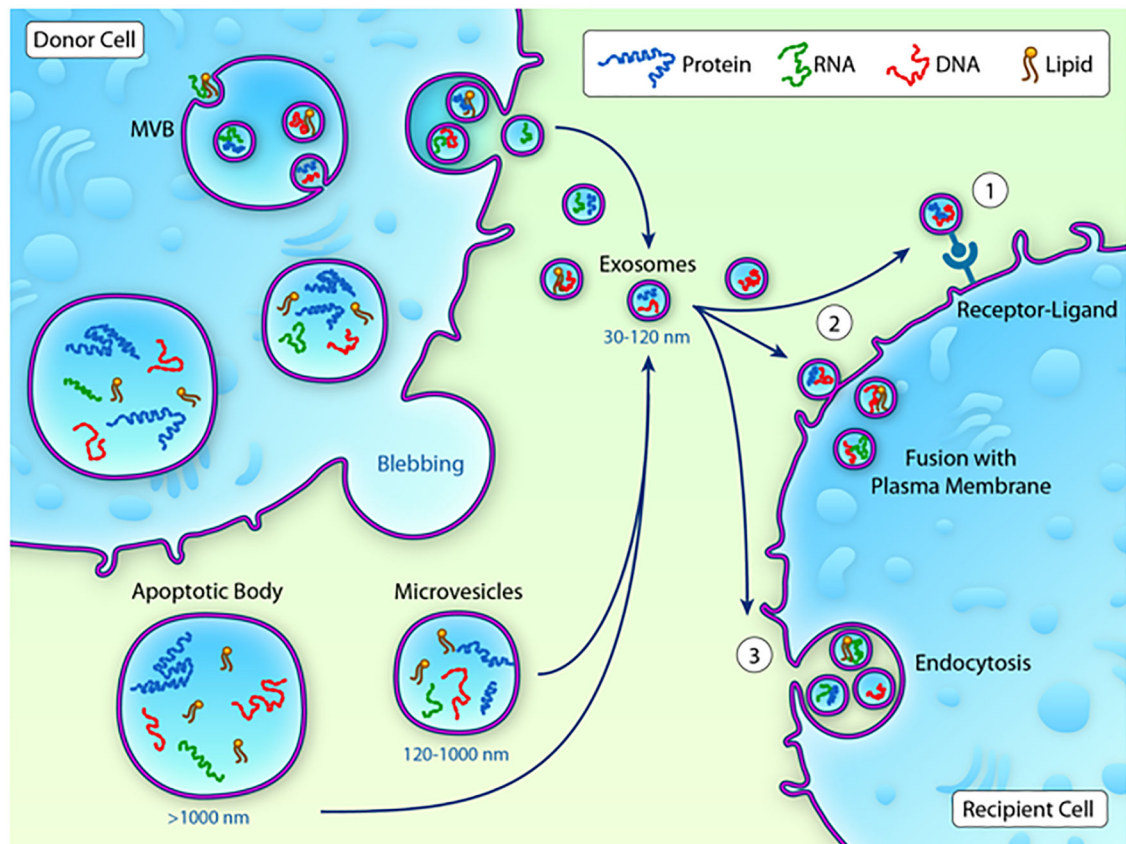 Donor Cell
Protein
RNA
DNA
Lipid
MVB
1
Exosomes
30-120 nm
Receptor-Ligand
2
Blebbing
Fusion with
Plasma Membrane
Apoptotic Body
Microvesicles
3
Endocytosis
120-1000 nm
>1000 nm
Recipient Cell